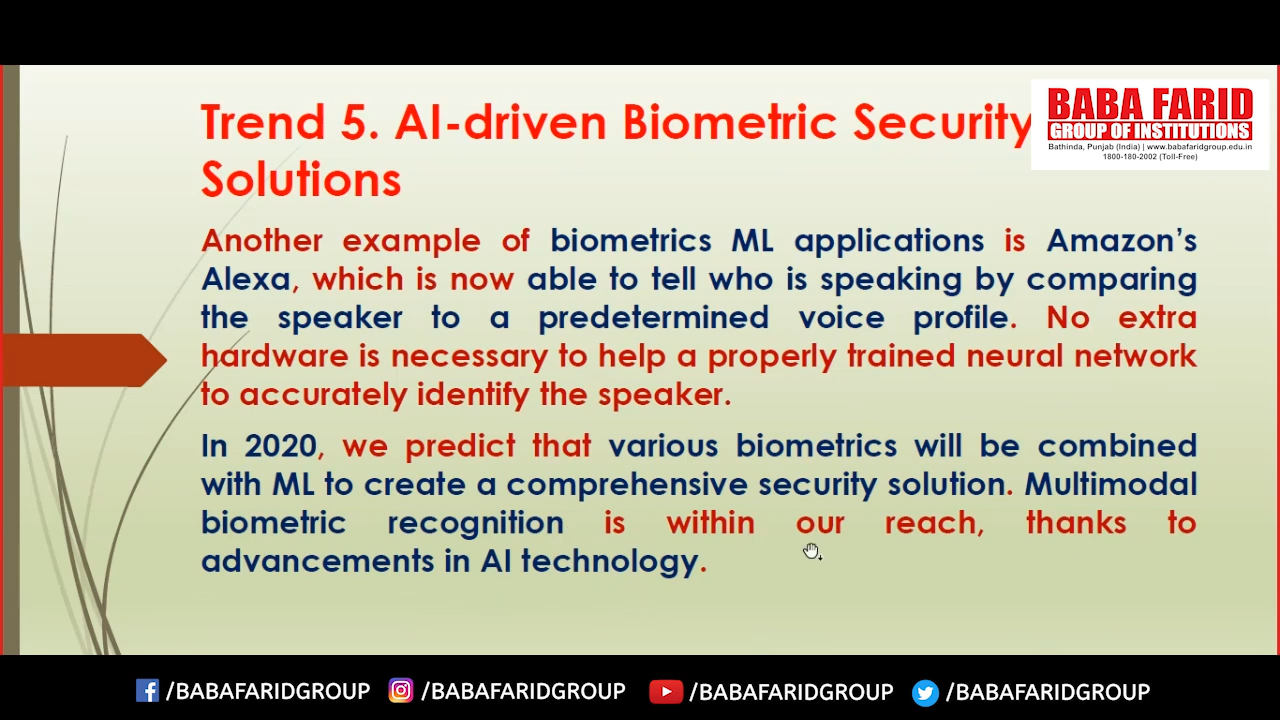 Trend 5. AI-driven Biometric Security
Solutions
BABA FARID
GROUP OF INSTITUTIONS
Bathinda, Punjab (India) | www.babafaridgroup.edu.in
1800-180-2002 (Toll-Free)
Another example of biometrics ML applications is Amazon’s
Alexa, which is now able to tell who is speaking by comparing
the speaker to a predetermined voice profile. No extra
hardware is necessary to help a properly trained neural network
to accurately identify the speaker.
In 2020, we predict that various biometrics will be combined
with ML to create a comprehensive security solution. Multimodal
biometric recognition is within our reach, thanks to
advancements in AI technology.
/BABAFARIDGROUP /BABAFARIDGROUP /BABAFARIDGROUP /BABAFARIDGROUP